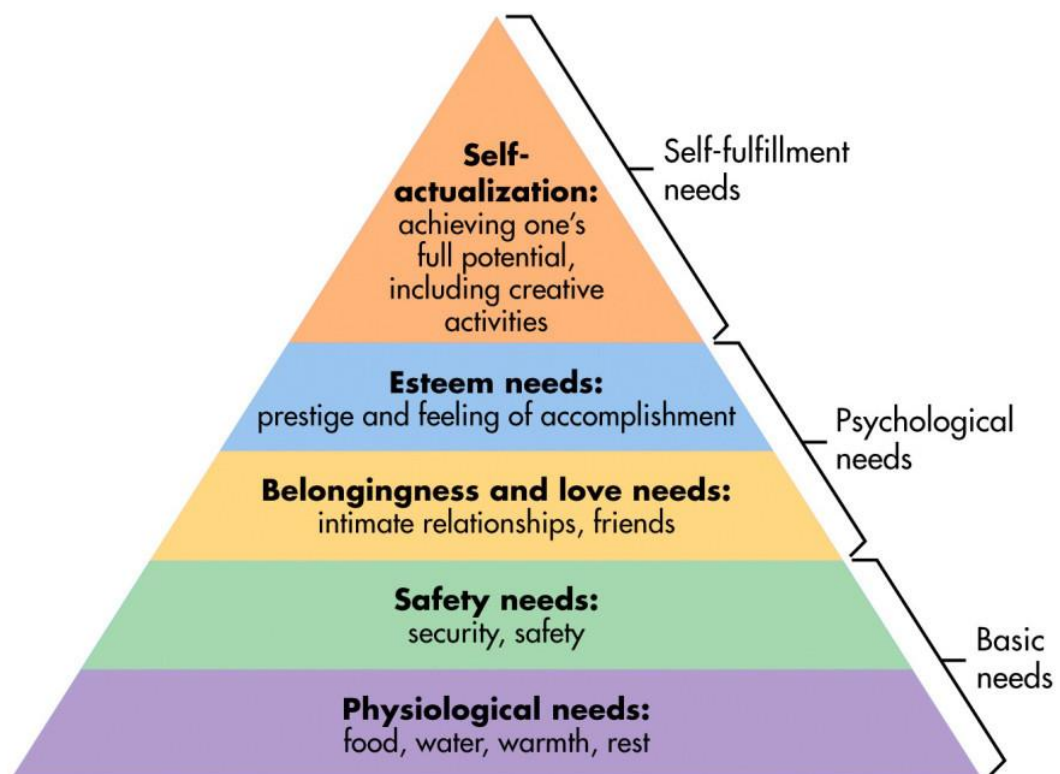 Self-
actualization:
achieving one's
full potential,
including creative
activities
Self-fulfillment
needs
Esteem needs:
prestige and feeling of accomplishment
Psychological
needs
Belongingness and love needs:
intimate relationships, friends
Safety needs:
security, safety
Basic
needs
Physiological needs:
food, water, warmth, rest